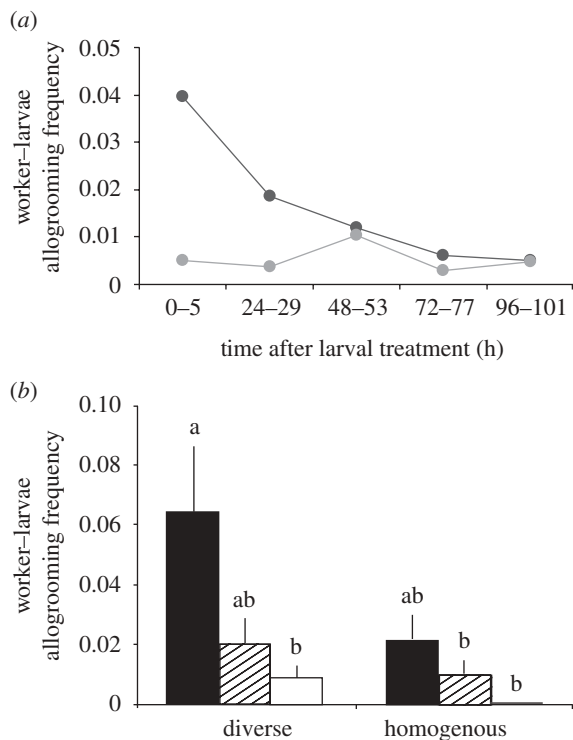 (a)
0.05
0.04
0.03
0.02
0.01
0
worker–larvae
allogrooming frequency
0–5 24–29 48–53 72–77 96–101
time after larval treatment (h)
(b)
0.10
0.08
0.06
0.04
0.02
0
worker–larvae
allogrooming frequency
a
ab
b
ab
b
b
diverse homogenous